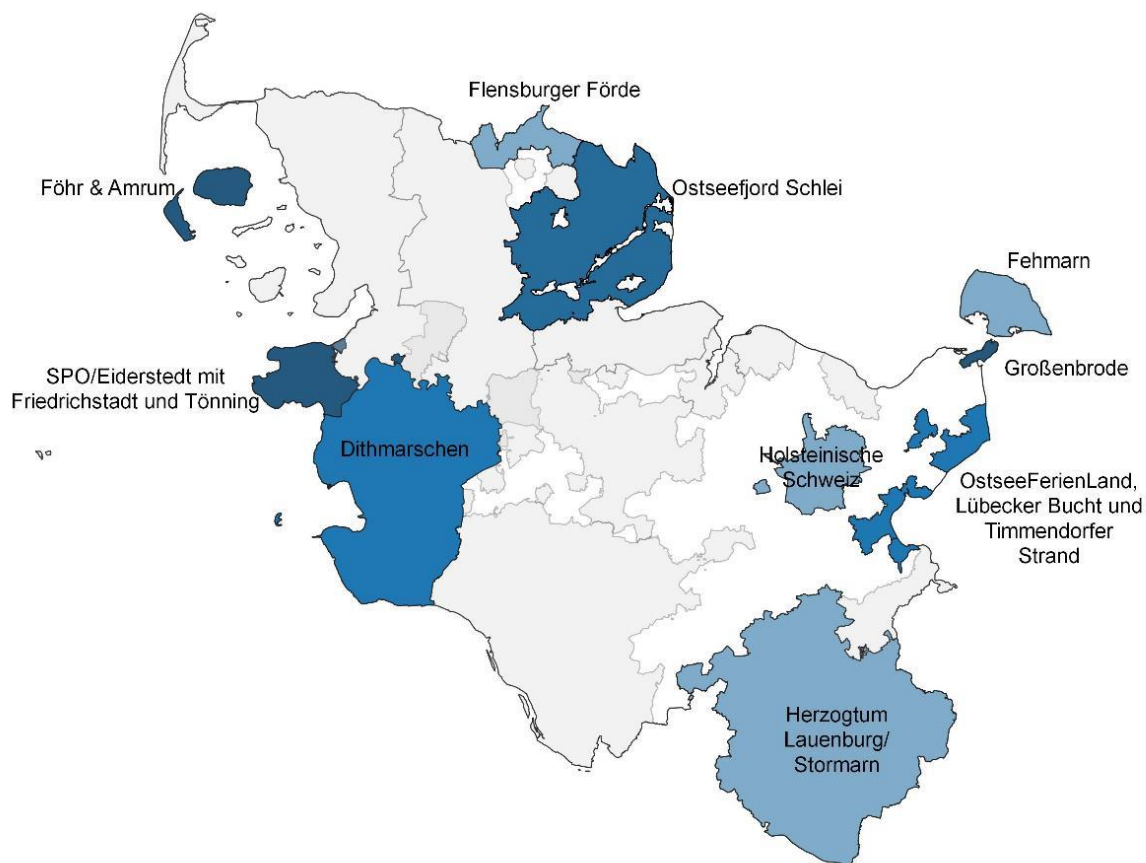 Flensburger Förde
Föhr & Amrum
Ostseefjord Schlei
Fehmarn
Großenbrode
SPO/Eiderstedt mit
Friedrichstadt und Tönning
Dithmarschen
Holsteinische
Schweiz
OstseeFerienLand,
Lübecker Bucht und
Timmendorfer
Strand
Herzogtum
Lauenburg/
Stormarn